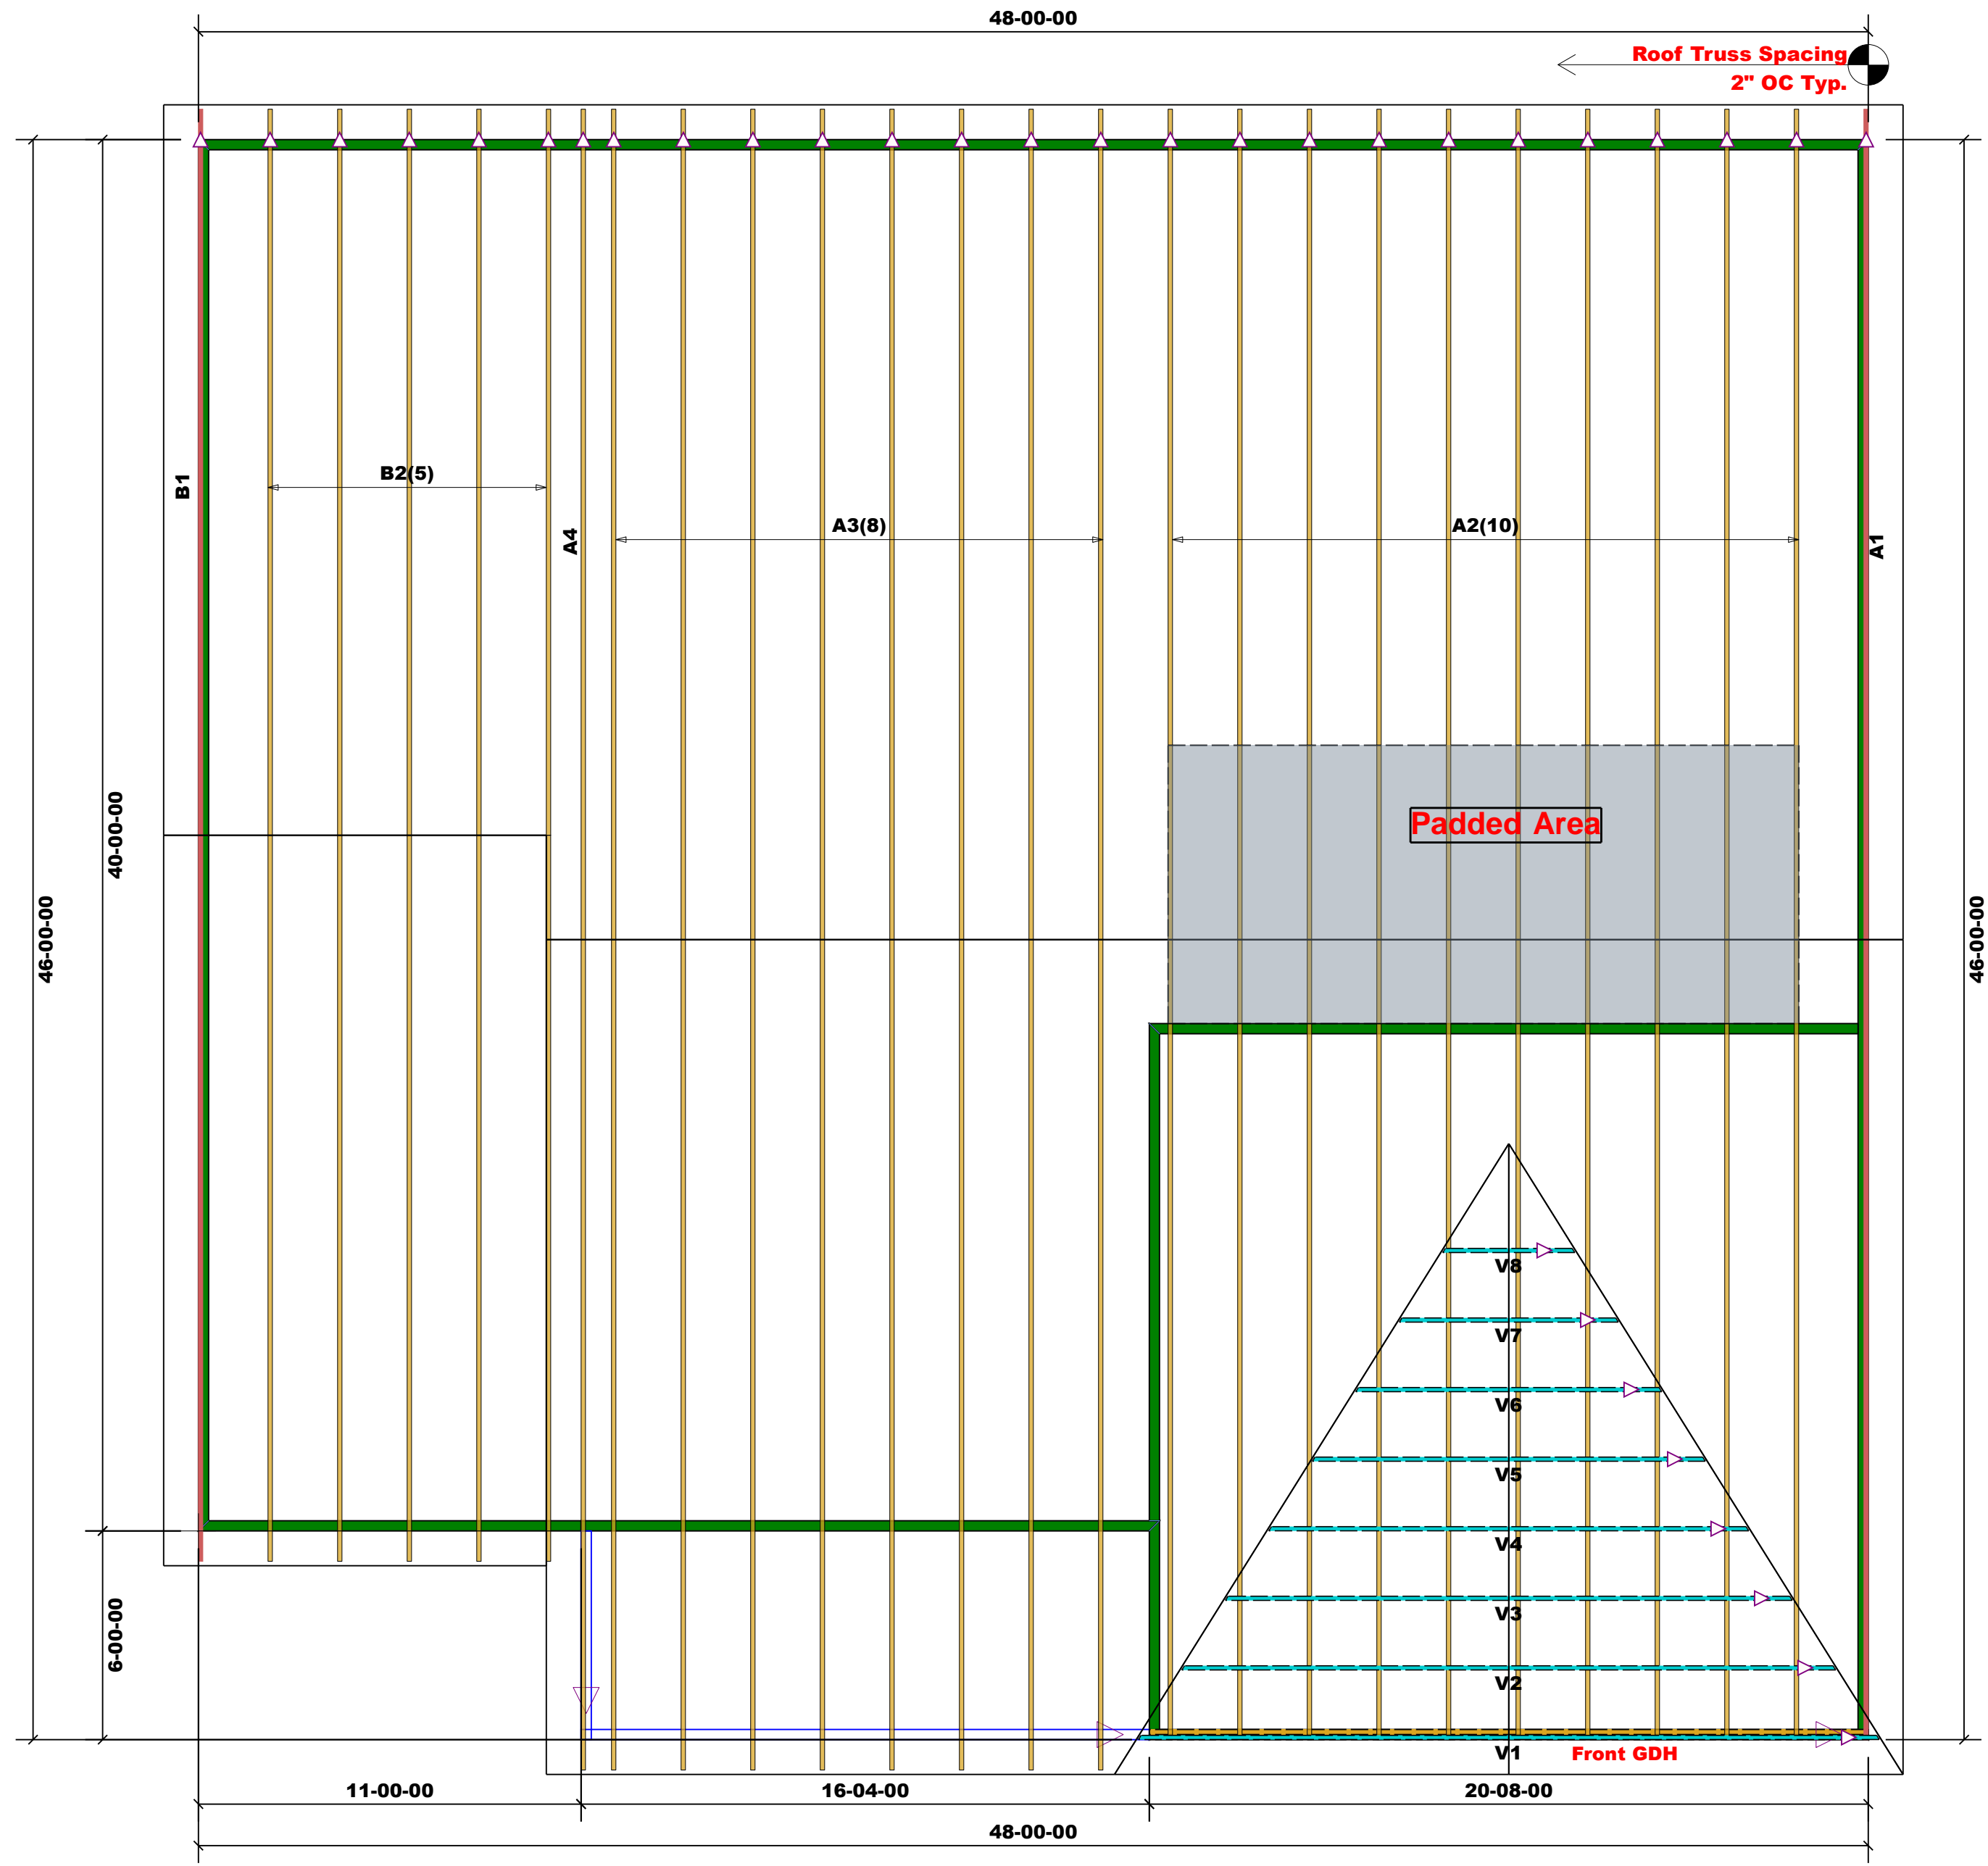 48-00-00
Roof Truss Spacing
2" OC Typ.
B2(5)
B1
A4
A3(8)
A2(10)
A1
Padded Area
40-00-00
46-00-00
46-00-00
V8
V7
V6
V5
V4
V3
6-00-00
V2
V1
Front GDH
11-00-00
16-04-00
20-08-00
48-00-00